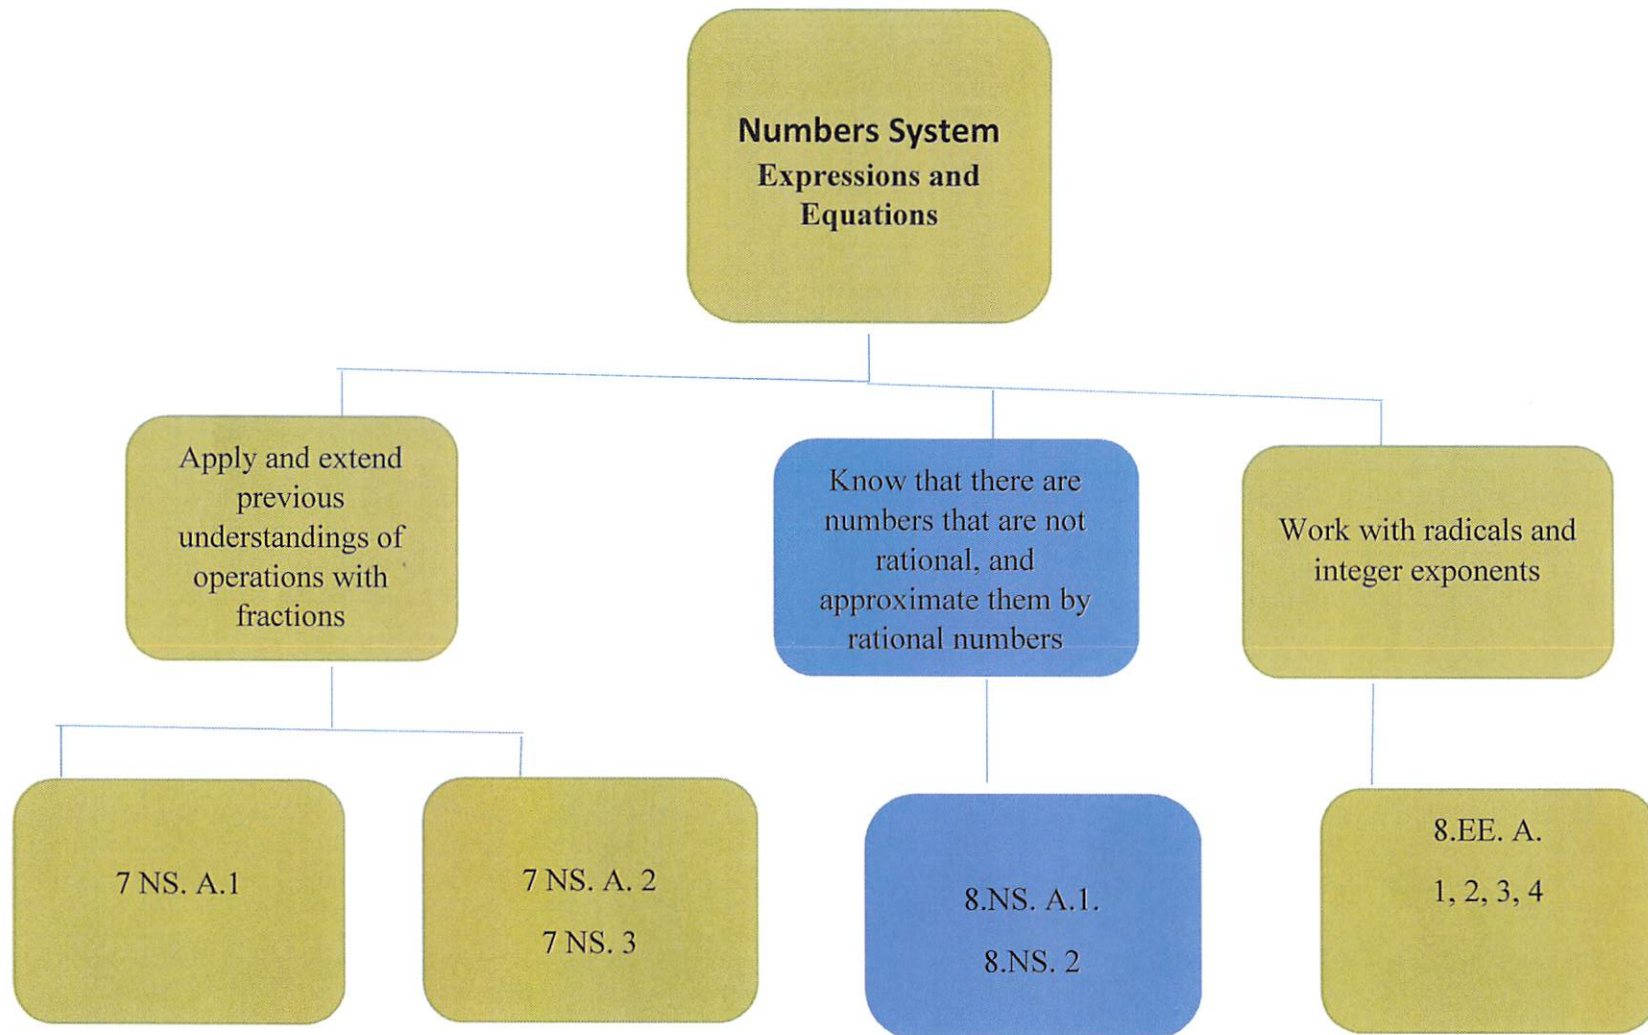 Numbers System
Expressions and
Equations
Apply and extend
previous
understandings of
operations with
fractions
Know that there are
numbers that are not
rational, and
approximate them by
rational numbers
Work with radicals and
integer exponents
7 NS. A.1
7 NS. A. 2
7 NS. 3
8.NS. A.1.
8.NS. 2
8.EE. A.
1, 2, 3, 4